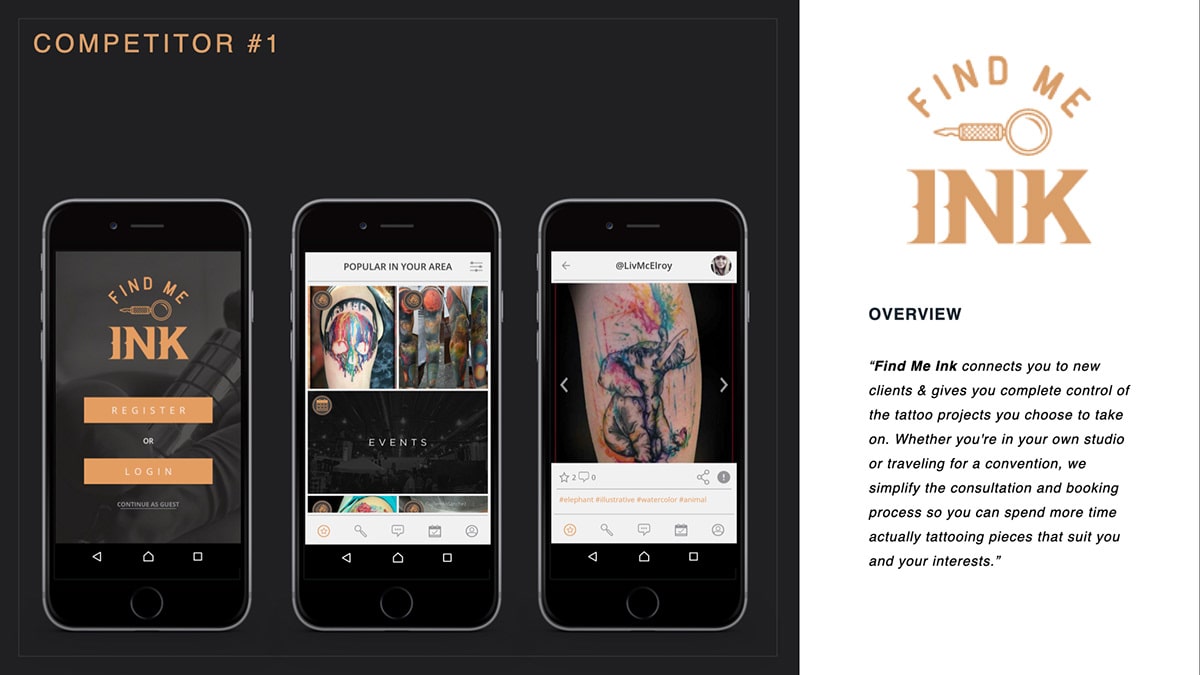 COMPETITOR #1
FIND ME
INK
REGISTER
OR
LOGIN
CONTINUE AS GUEST
POPULAR IN YOUR AREA
EVENTS
@LivMcElroy
2 0
#elephant #illustrative #watercolor #animal
FIND ME
INK
OVERVIEW
“Find Me Ink connects you to new
clients & gives you complete control of
the tattoo projects you choose to take
on. Whether you're in your own studio
or traveling for a convention, we
simplify the consultation and booking
process so you can spend more time
actually tattooing pieces that suit you
and your interests.”